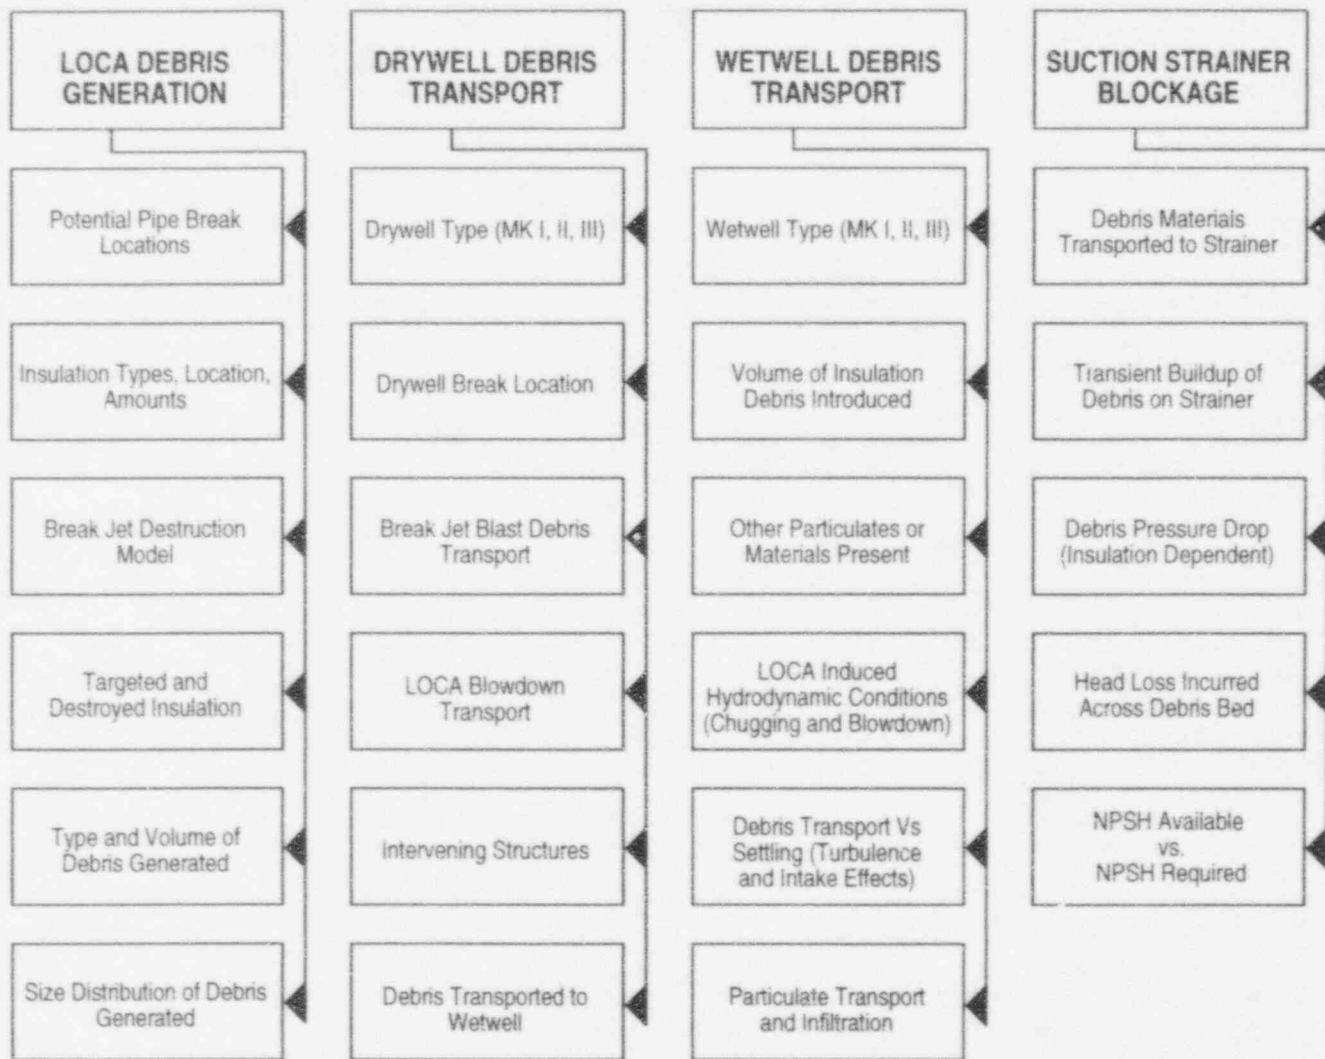 LOCA DEBRIS
GENERATION
Potential Pipe Break
Locations
Insulation Types, Location,
Amounts
Break Jet Destruction
Model
Targeted and
Destroyed Insulation
Type and Volume of
Debris Generated
Size Distribution of Debris
Generated
DRYWELL DEBRIS
TRANSPORT
Drywell Type (MK I, II, III)
Drywell Break Location
Break Jet Blast Debris
Transport
LOCA Blowdown
Transport
Intervening Structures
Debris Transported to
Wetwell
WETWELL DEBRIS
TRANSPORT
Wetwell Type (MK I, II, III)
Volume of Insulation
Debris Introduced
Other Particulates or
Materials Present
LOCA Induced
Hydrodynamic Conditions
(Chugging and Blowdown)
Debris Transport Vs
Settling (Turbulence
and Intake Effects)
Particulate Transport
and Infiltration
SUCTION STRAINER
BLOCKAGE
Debris Materials
Transported to Strainer
Transient Buildup of
Debris on Strainer
Debris Pressure Drop
(Insulation Dependent)
Head Loss Incurred
Across Debris Bed
NPSH Available
vs.
NPSH Required